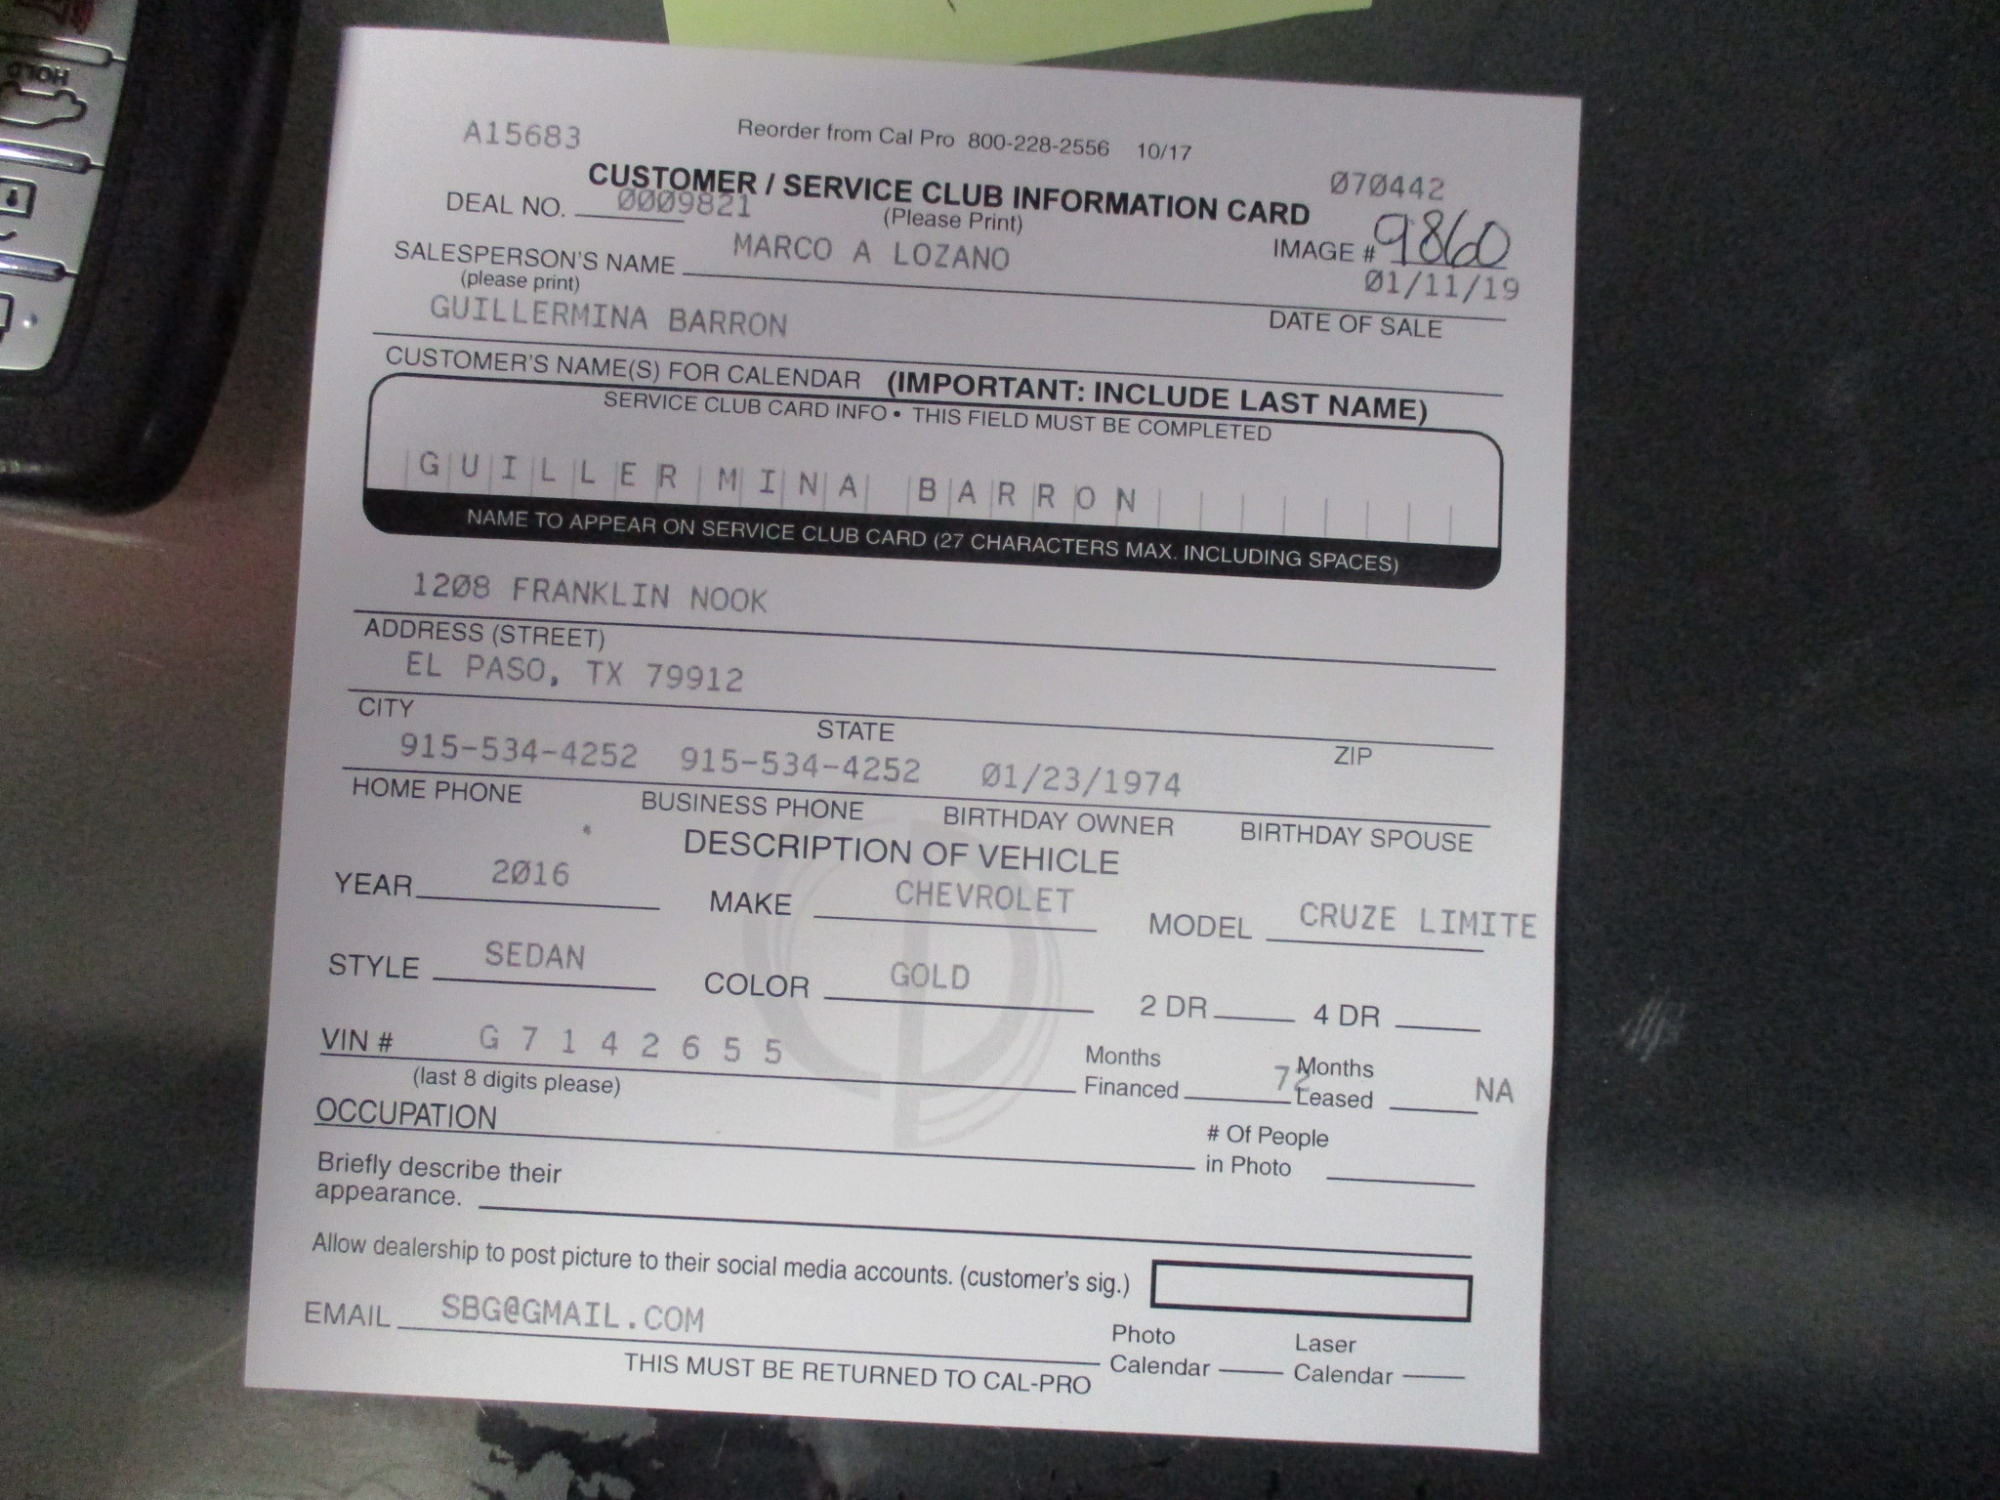 HOLD
A15683 Reorder from Cal Pro 800-228-2556 10/17
CUSTOMER / SERVICE CLUB INFORMATION CARD 070442
DEAL NO. 0009821 (Please Print)
IMAGE # 9860
SALESPERSON'S NAME MARCO A LOZANO 01/11/19
(please print)
GUILLERMINA BARRON DATE OF SALE
CUSTOMER'S NAME(S) FOR CALENDAR (IMPORTANT: INCLUDE LAST NAME)
SERVICE CLUB CARD INFO • THIS FIELD MUST BE COMPLETED
GUILLERMINA BARRON
NAME TO APPEAR ON SERVICE CLUB CARD (27 CHARACTERS MAX. INCLUDING SPACES)
1208 FRANKLIN NOOK
ADDRESS (STREET)
EL PASO, TX 79912
CITY STATE ZIP
915-534-4252 915-534-4252 01/23/1974
HOME PHONE BUSINESS PHONE BIRTHDAY OWNER BIRTHDAY SPOUSE
DESCRIPTION OF VEHICLE
YEAR 2016 MAKE CHEVROLET MODEL CRUZE LIMITE
STYLE SEDAN COLOR GOLD 2 DR 4 DR
VIN # G 7 1 4 2 6 5 5 Months Financed 72 Months Leased NA
(last 8 digits please)
OCCUPATION # Of People in Photo
Briefly describe their
appearance.
Allow dealership to post picture to their social media accounts. (customer's sig.)
EMAIL SBG@GMAIL.COM Photo Calendar Laser Calendar
THIS MUST BE RETURNED TO CAL-PRO